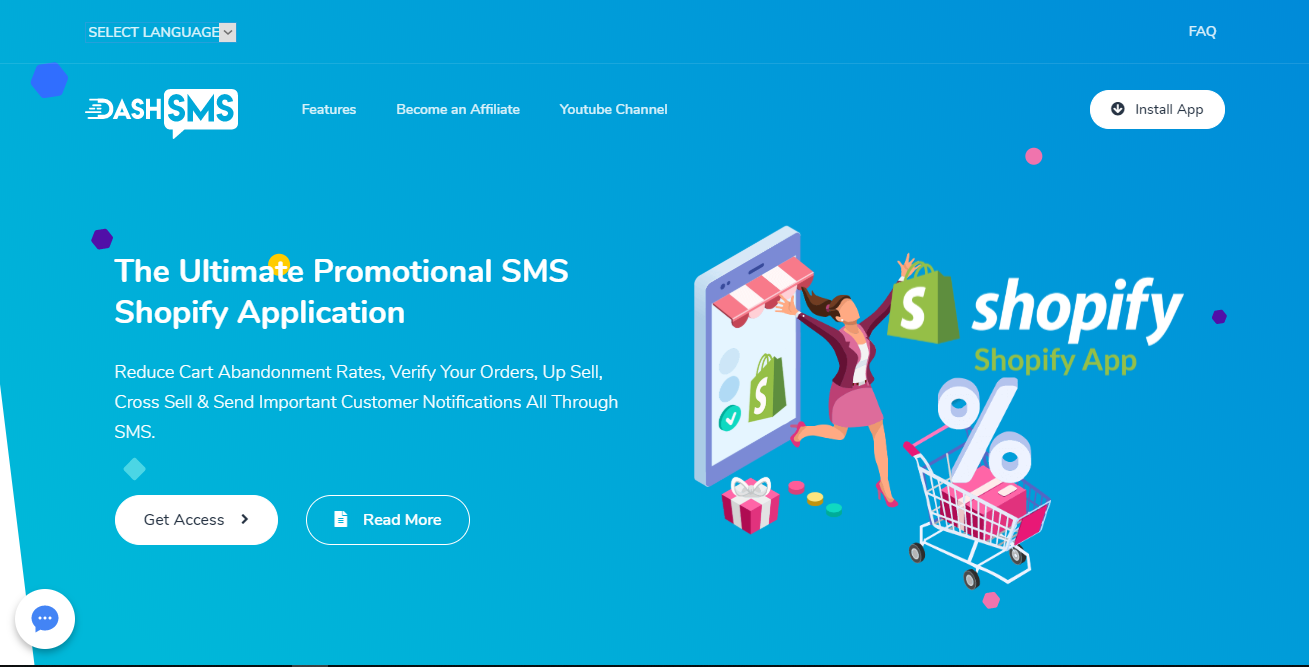 SELECT LANGUAGE
FAQ
DASH SMS
Features
Become an Affiliate
Youtube Channel
Install App
The Ultimate Promotional SMS
Shopify Application
Reduce Cart Abandonment Rates, Verify Your Orders, Up Sell,
Cross Sell & Send Important Customer Notifications All Through
SMS.
Get Access
Read More
S
S
shopify
Shopify App
%